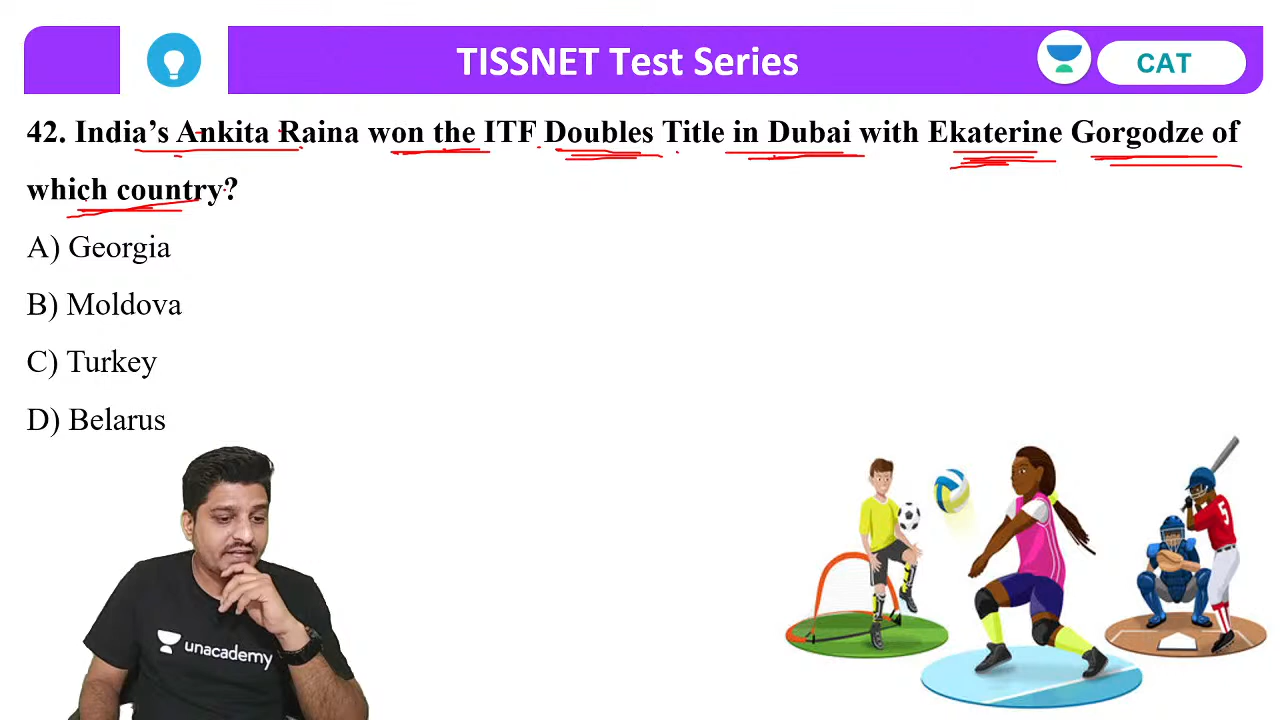 TISSNET Test Series
CAT
42. India’s Ankita Raina won the ITF Doubles Title in Dubai with Ekaterine Gorgodze of
which country?
A) Georgia
B) Moldova
C) Turkey
D) Belarus
unacademy
5